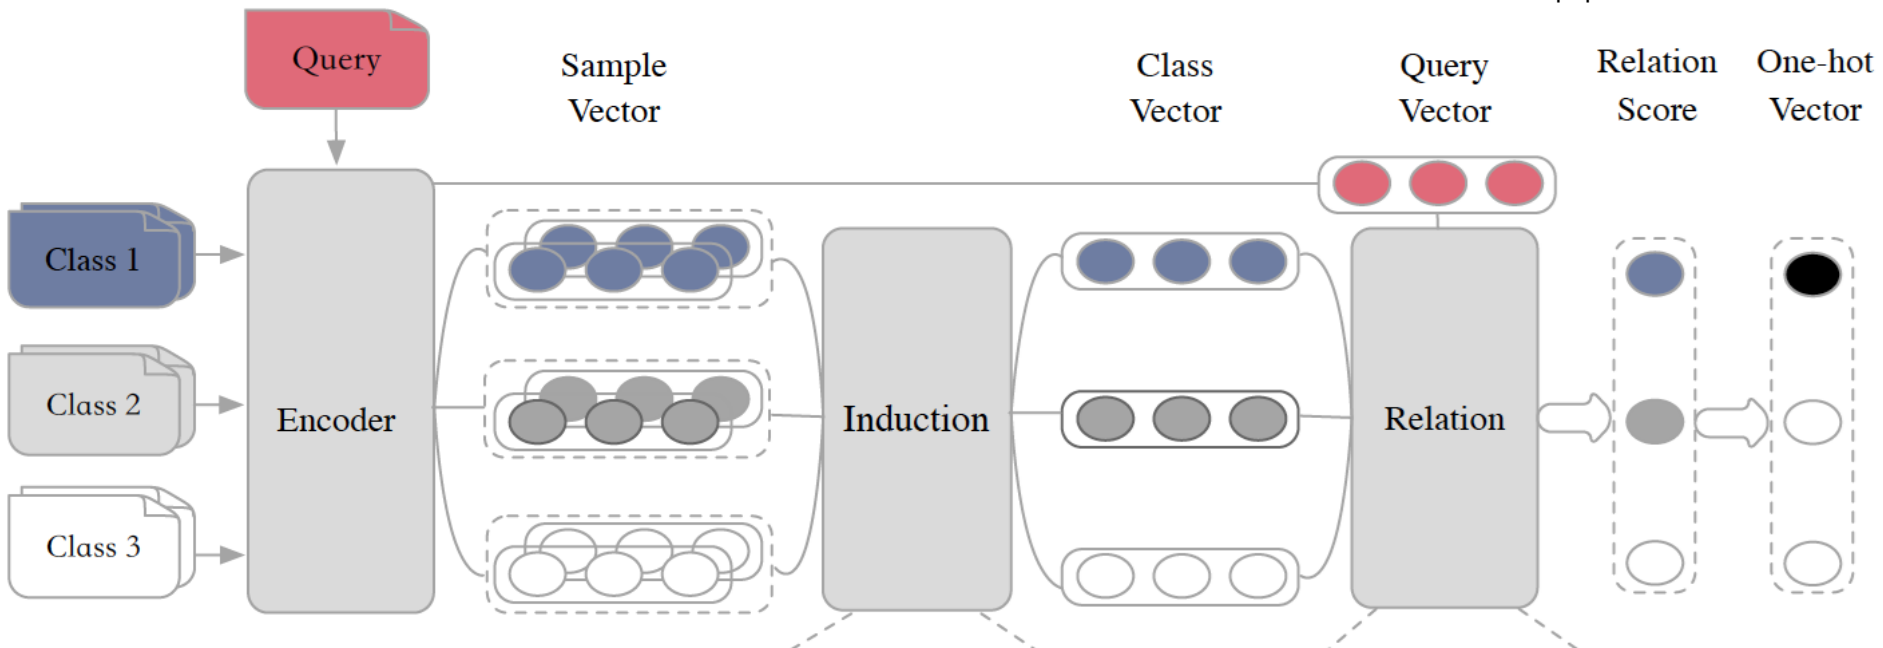 Query
Sample
Vector
Class
Vector
Query
Vector
Relation
Score
One-hot
Vector
Class 1
Class 2
Class 3
Encoder
Induction
Relation